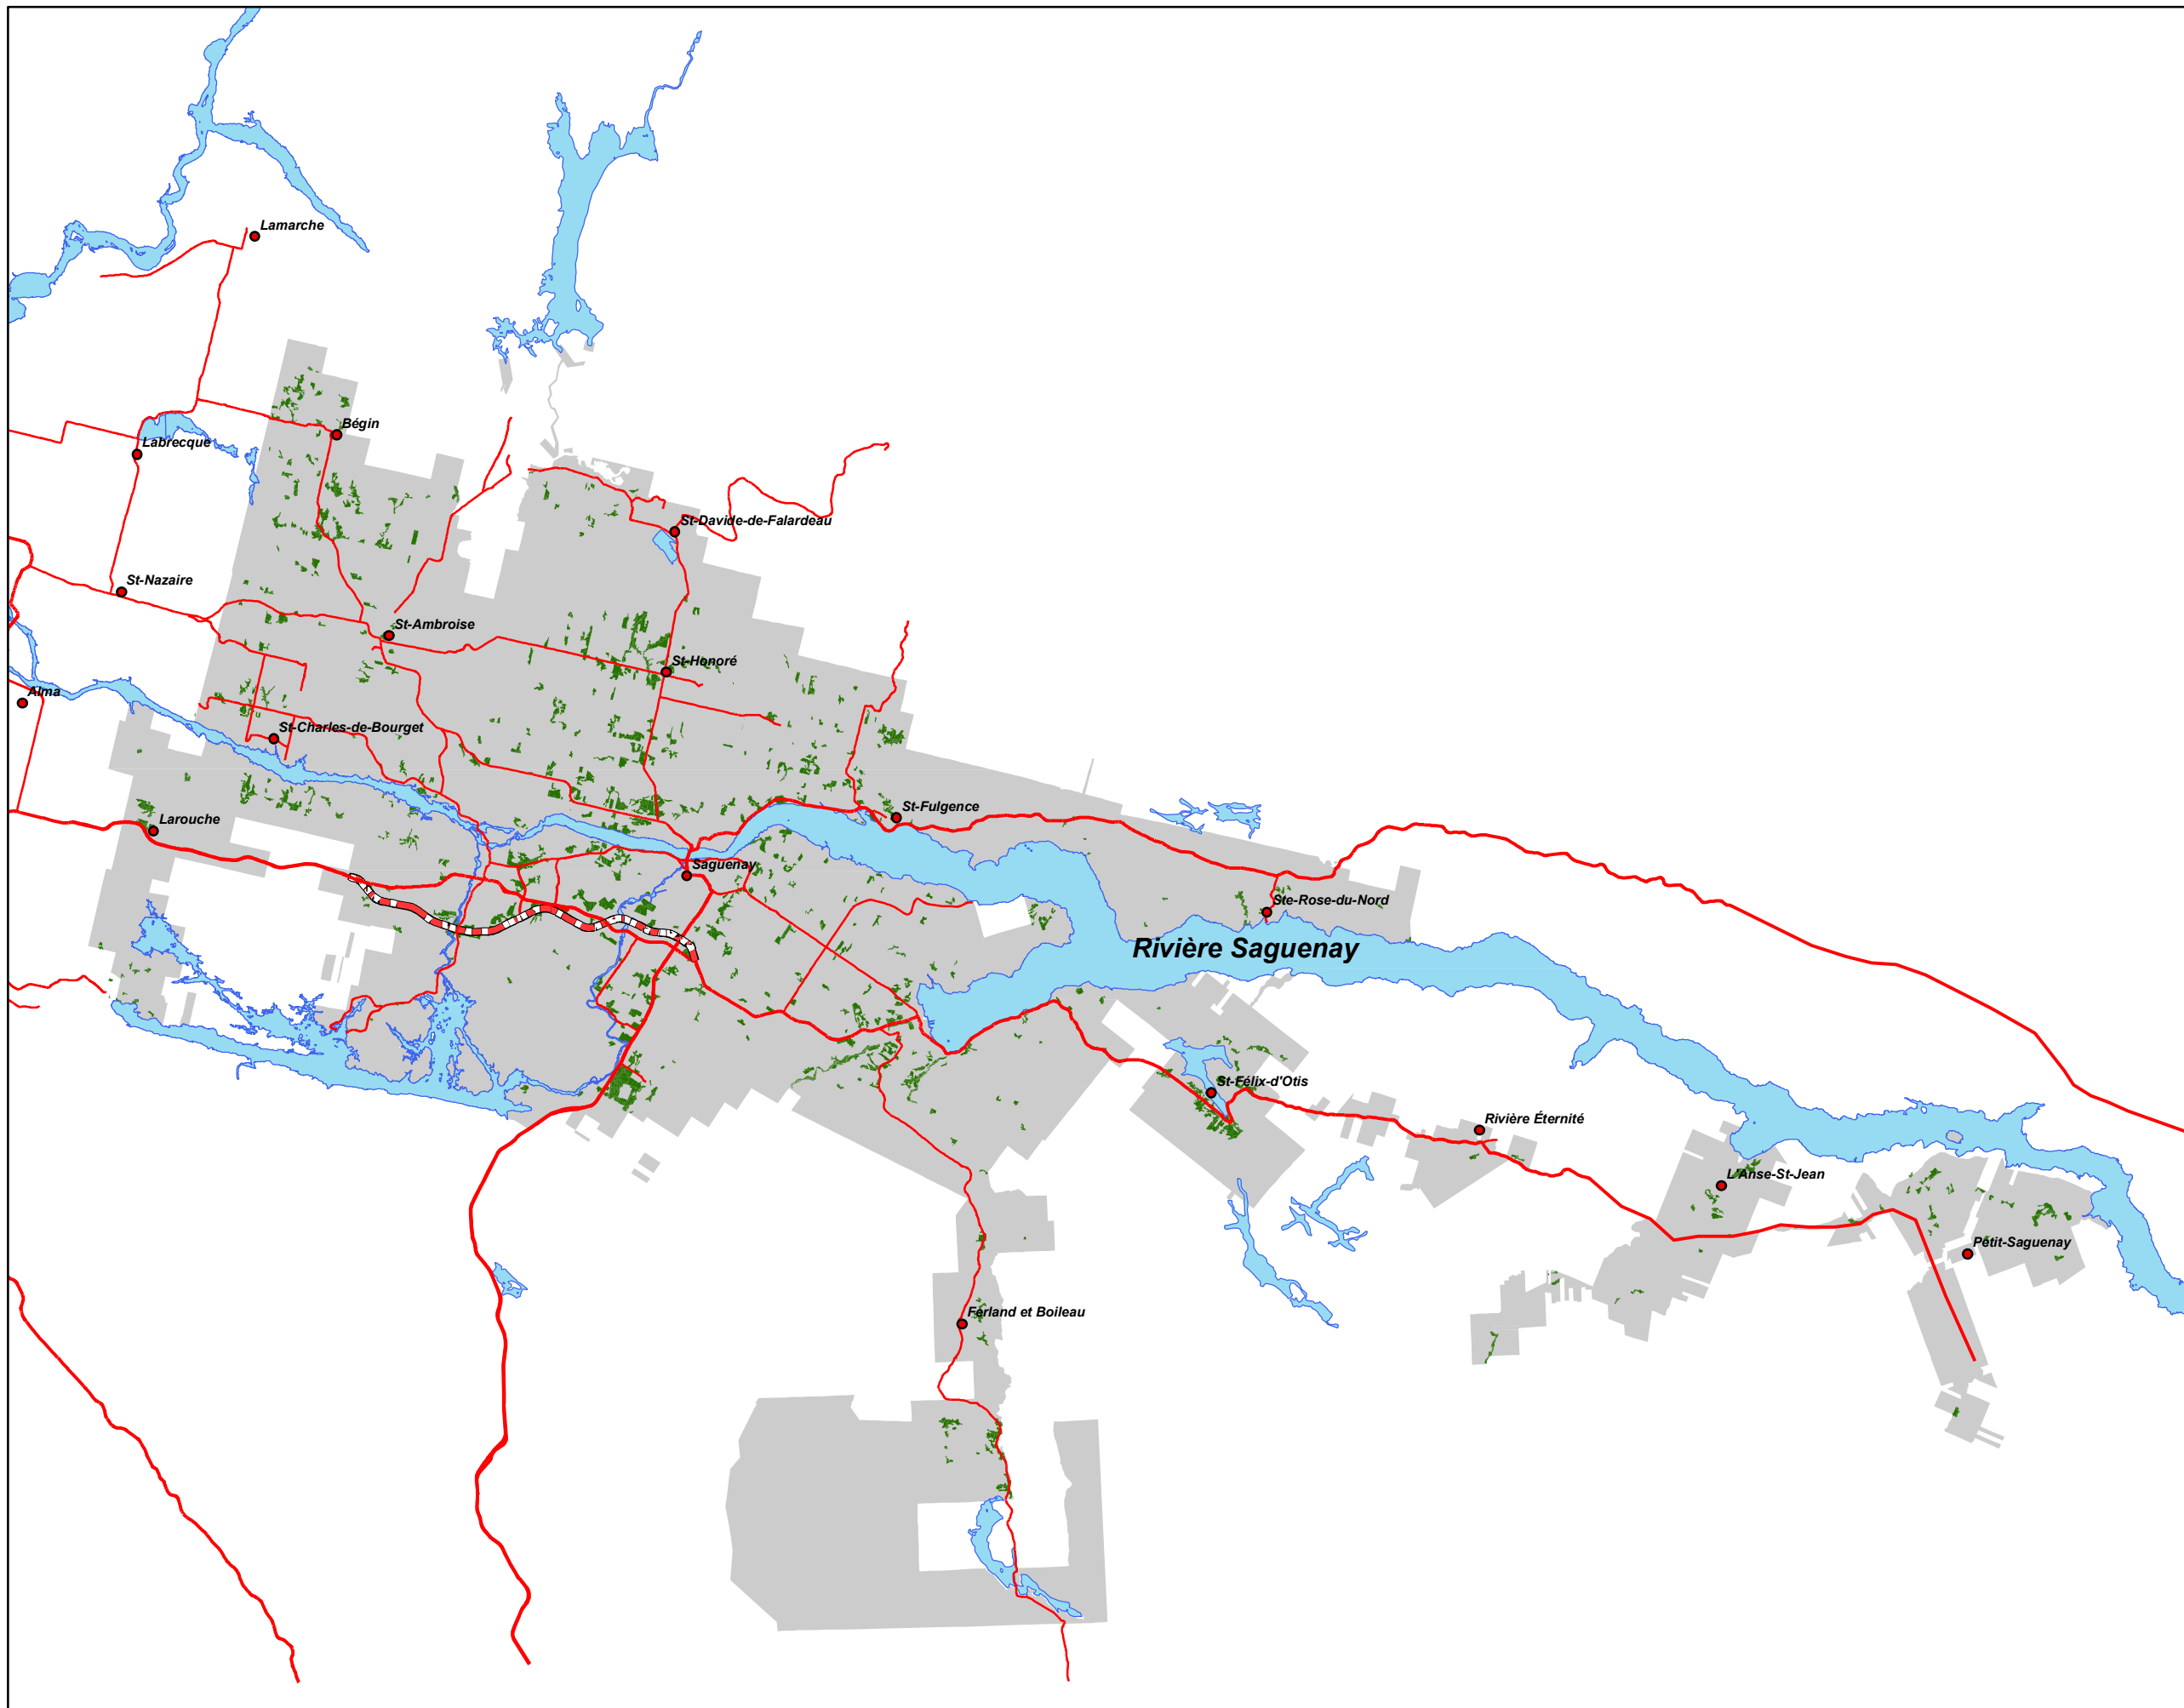 Lamarche
Bégin
Labrecque
St-Davide-de-Falardeau
St-Nazaire
St-Ambroise
St-Honoré
Alma
St-Charles-de-Bourget
St-Fulgence
Larouche
Saguenay
Ste-Rose-du-Nord
Rivière Saguenay
St-Félix-d'Otis
Rivière Éternité
L'Anse-St-Jean
Petit-Saguenay
Ferland et Boileau